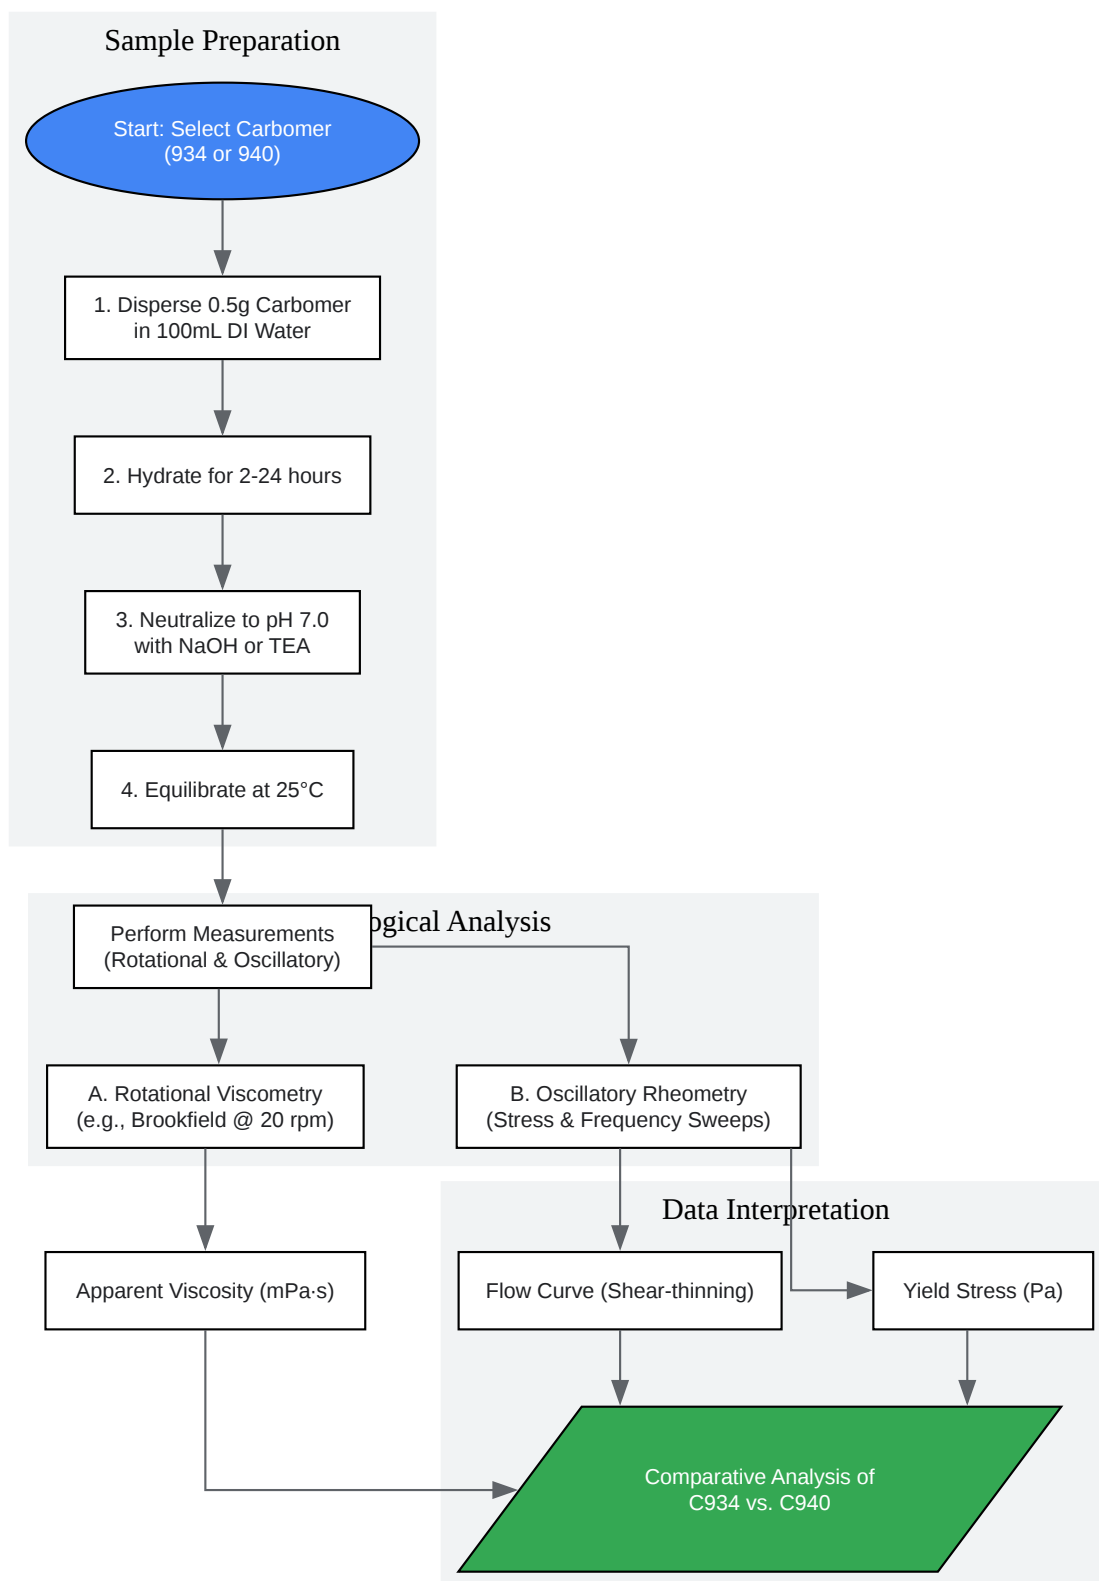 Sample Preparation
Start: Select Carbomer
(934 or 940)
1. Disperse 0.5g Carbomer
in 100mL DI Water
2. Hydrate for 2-24 hours
3. Neutralize to pH 7.0
with NaOH or TEA
4. Equilibrate at 25°C
ogical Analysis
Perform Measurements
(Rotational & Oscillatory)
A. Rotational Viscometry
(e.g., Brookfield @ 20 rpm)
B. Oscillatory Rheometry
(Stress & Frequency Sweeps)
Data Interpretation
Apparent Viscosity (mPa·s)
Flow Curve (Shear-thinning)
Yield Stress (Pa)
Comparative Analysis of
C934 vs. C940